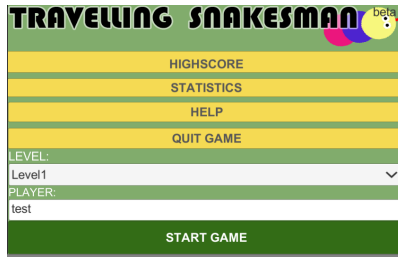 TRAVELLING SNAKESMAN
beta
HIGHSCORE
STATISTICS
HELP
QUIT GAME
LEVEL:
Level1
PLAYER:
test
START GAME